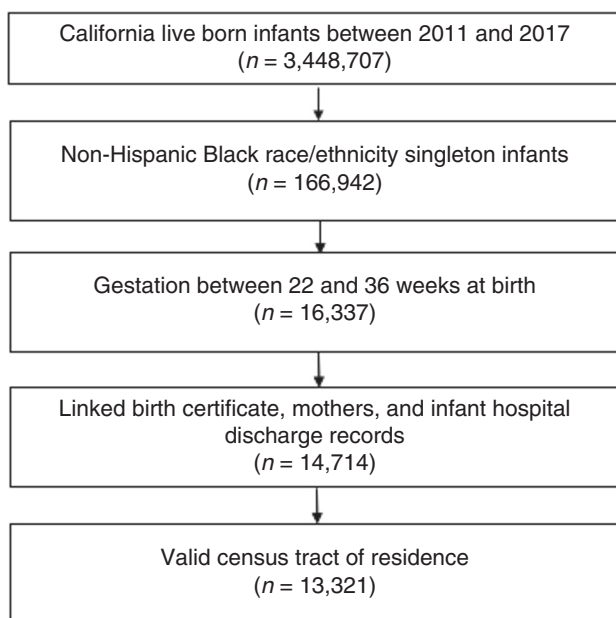 California live born infants between 2011 and 2017
(n = 3,448,707)
Non-Hispanic Black race/ethnicity singleton infants
(n = 166,942)
Gestation between 22 and 36 weeks at birth
(n = 16,337)
Linked birth certificate, mothers, and infant hospital
discharge records
(n = 14,714)
Valid census tract of residence
(n = 13,321)